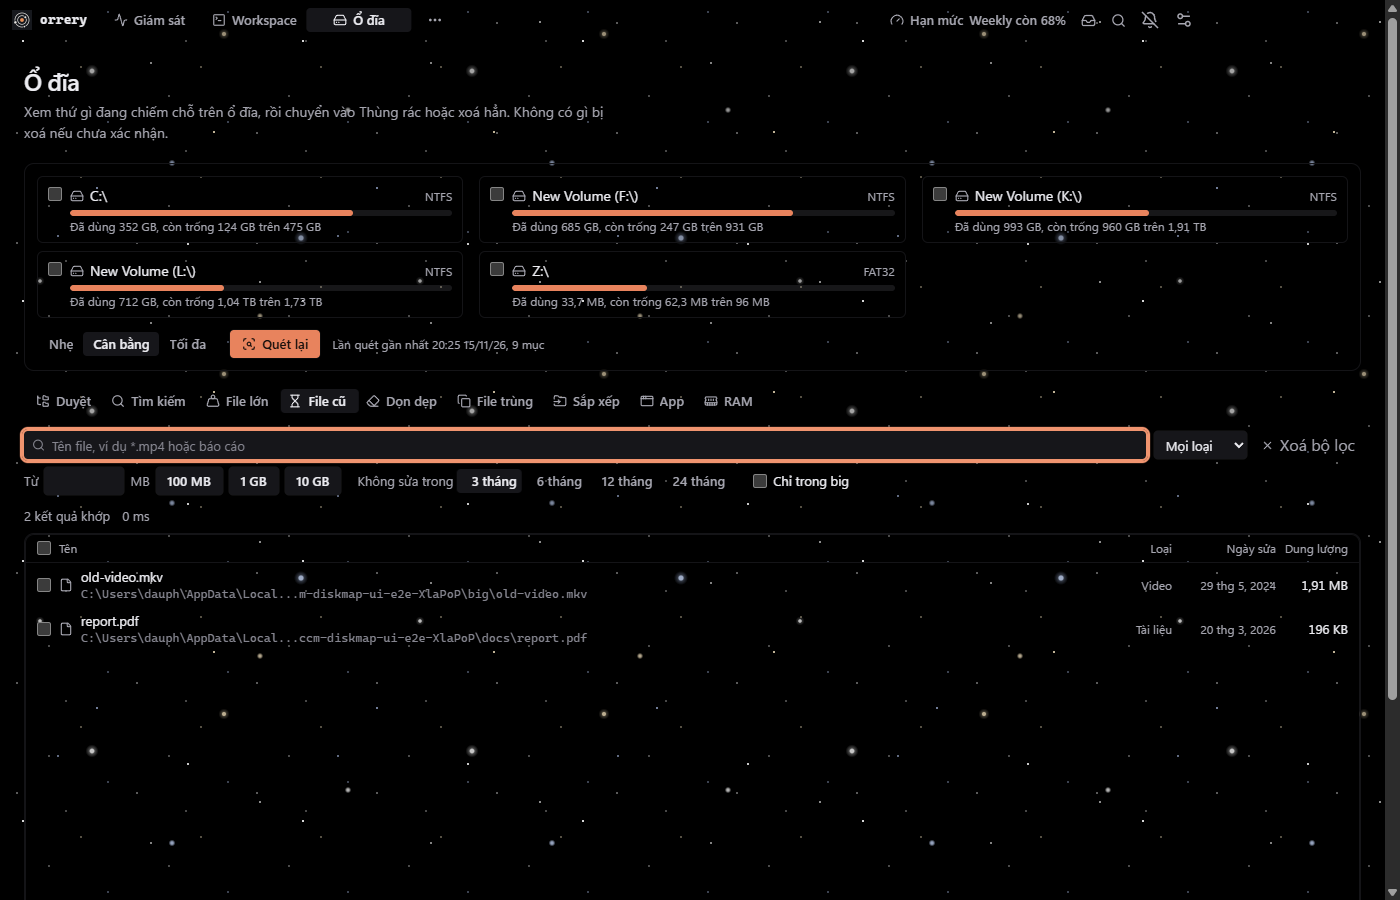 orrery Giám sát Workspace Ổ đĩa Hạn mức Weekly còn 68%
Ổ đĩa
Xem thứ gì đang chiếm chỗ trên ổ đĩa, rồi chuyển vào Thùng rác hoặc xoá hẳn. Không có gì bị
xoá nếu chưa xác nhận.
C:\ NTFS
Đã dùng 352 GB, còn trống 124 GB trên 475 GB
New Volume (F:\) NTFS
Đã dùng 685 GB, còn trống 247 GB trên 931 GB
New Volume (K:\) NTFS
Đã dùng 993 GB, còn trống 960 GB trên 1,91 TB
New Volume (L:\) NTFS
Đã dùng 712 GB, còn trống 1,04 TB trên 1,73 TB
Z:\ FAT32
Đã dùng 33,7 MB, còn trống 62,3 MB trên 96 MB
Nhẹ Cân bằng Tối đa Quét lại Lần quét gần nhất 20:25 15/11/26, 9 mục
Duyệt Tìm kiếm File lớn File cũ Dọn dẹp File trùng Sắp xếp App RAM
Tên file, ví dụ *.mp4 hoặc báo cáo Mọi loại Xoá bộ lọc
Từ MB 100 MB 1 GB 10 GB Không sửa trong 3 tháng 6 tháng 12 tháng 24 tháng Chỉ trong big
2 kết quả khớp 0 ms
Tên Loại Ngày sửa Dung lượng
old-video.mkv Video 29 thg 5, 2024 1,91 MB
C:\Users\dauph\AppData\Local...m-diskmap-ui-e2e-XlaPoP\big\old-video.mkv
report.pdf Tài liệu 20 thg 3, 2026 196 KB
C:\Users\dauph\AppData\Local...ccm-diskmap-ui-e2e-XlaPoP\docs\report.pdf